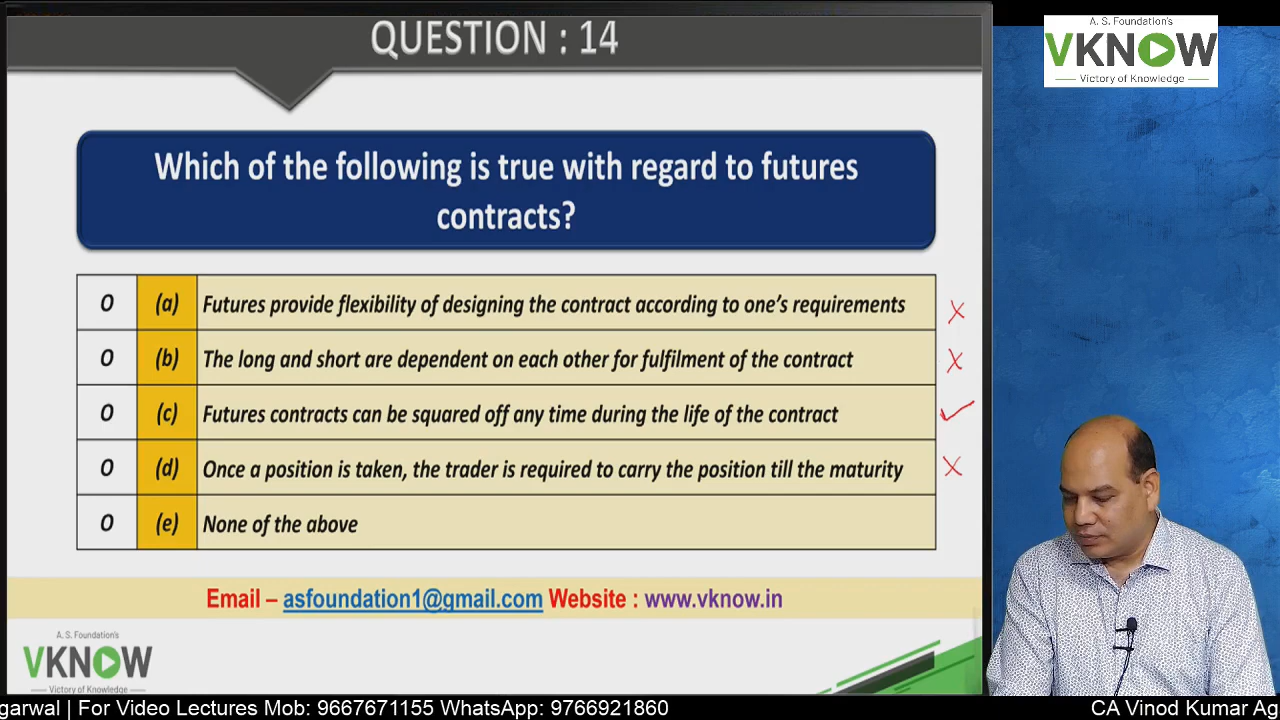 QUESTION : 14
A. S. Foundation's
VKNOW
Victory of Knowledge
Which of the following is true with regard to futures
contracts?
O (a) Futures provide flexibility of designing the contract according to one's requirements
O (b) The long and short are dependent on each other for fulfilment of the contract
O (c) Futures contracts can be squared off any time during the life of the contract
O (d) Once a position is taken, the trader is required to carry the position till the maturity
O (e) None of the above
Email – asfoundation1@gmail.com Website : www.vknow.in
A. S. Foundation's
VKNOW
Victory of Knowledge
garwal | For Video Lectures Mob: 9667671155 WhatsApp: 9766921860
CA Vinod Kumar Ag